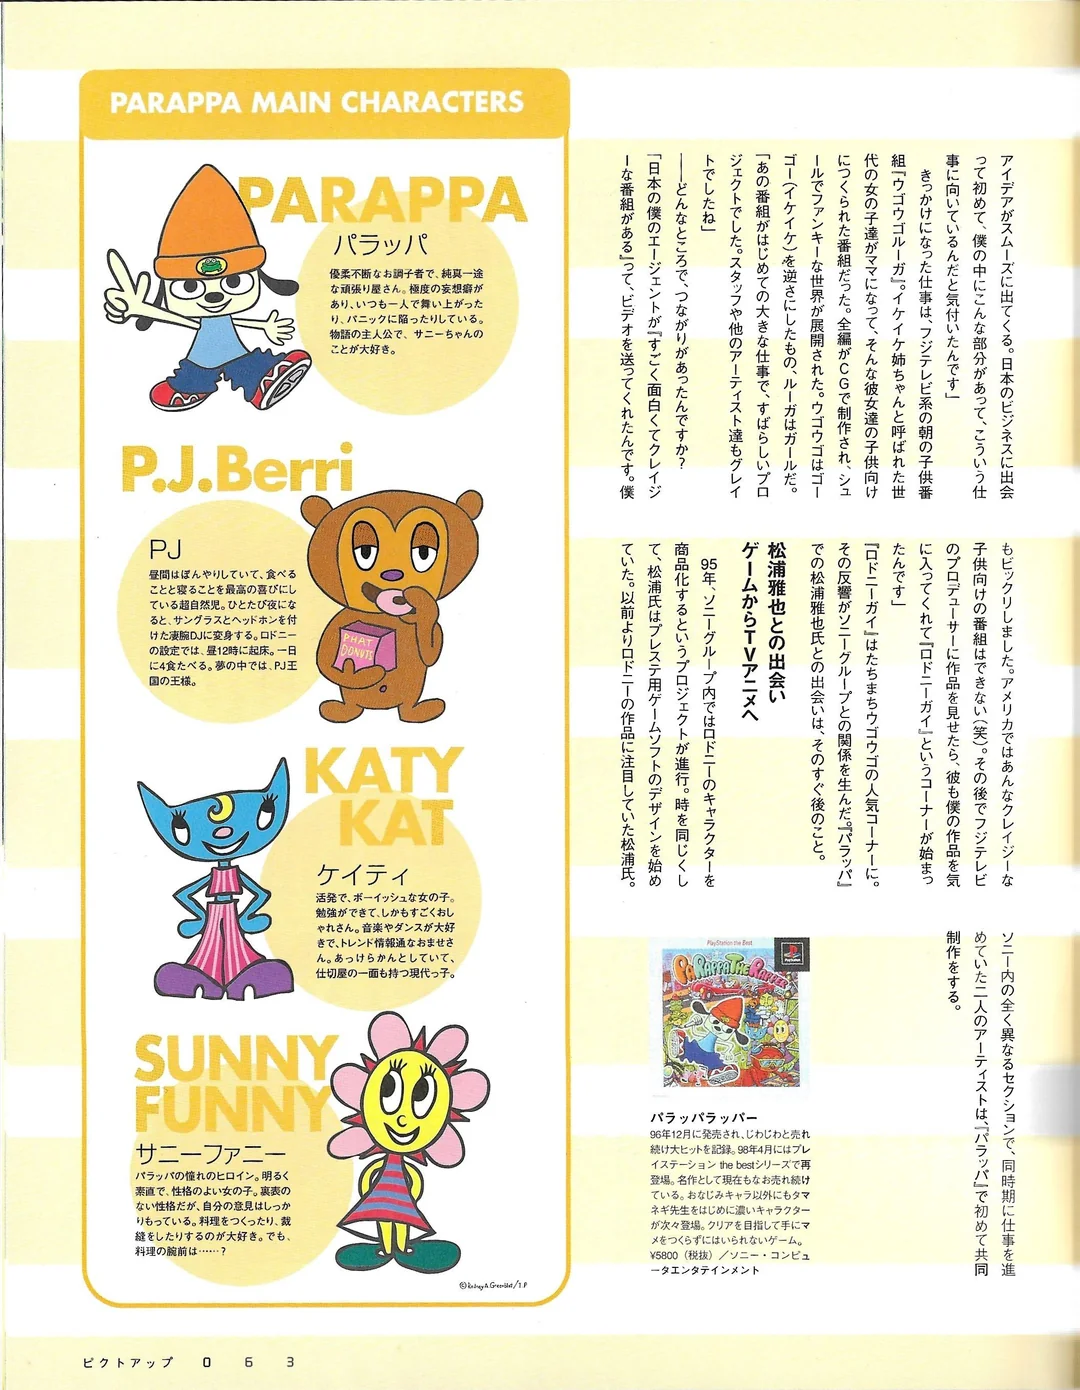 PARAPPA MAIN CHARACTERS
PARAPPA
パラッパ
優柔不断なお調子者で、純真一途
な頑張り屋さん。極度の妄想癖が
あり、いつも一人で舞い上がった
り、パニックに陥ったりしている。
物語の主人公で、サニーちゃんの
ことが大好き。
P.J.Berri
PJ
昼間はぼんやりしていて、食べる
ことと寝ることを最高の喜びにし
ている超自然児。ひとたび夜にな
ると、サングラスとヘッドホンを付
けた凄腕DJに変身する。ロドニー
の設定では、昼12時に起床。一日
に4食たべる。夢の中では、PJ王
国の王様。
PHAT
DONUTS
KATY
KAT
ケイティ
活発で、ボーイッシュな女の子。
勉強ができて、しかもすごくおし
ゃれさん。音楽やダンスが大好
きで、トレンド情報通なおませさ
ん。あっけらかんとしていて、
仕切屋の一面も持つ現代っ子。
SUNNY
FUNNY
サニーファニー
パラッパの憧れのヒロイン。明るく
素直で、性格のよい女の子。裏表の
ない性格だが、自分の意見はしっか
りもっている。料理をつくったり、裁
縫をしたりするのが大好き。でも、
料理の腕前は……?
©Rodney A. Greenblat/I.P
アイデアがスムーズに出てくる。日本のビジネスに出会
って初めて、僕の中にこんな部分があって、こういう仕
事に向いているんだと気付いたんです」
きっかけになった仕事は、フジテレビ系の朝の子供番
組『ウゴウゴルーガ』。イケイケ姉ちゃんと呼ばれた世
代の女の子達がママになって、そんな彼女達の子供向け
につくられた番組だった。全編がCGで制作され、シュ
ールでファンキーな世界が展開された。ウゴウゴはゴー
ゴー(イケイケ)を逆さにしたもの、ルーガはガールだ。
「あの番組がはじめての大きな仕事で、すばらしいプロ
ジェクトでした。スタッフや他のアーティスト達もグレイ
トでしたね」
――どんなところで、つながりがあったんですか?
「日本の僕のエージェントが『すごく面白くてクレイジ
ーな番組がある』って、ビデオを送ってくれたんです。僕
もビックリしました。アメリカではあんなクレイジーな
子供向けの番組はできない(笑)。その後でフジテレビ
のプロデューサーに作品を見せたら、彼も僕の作品を気
に入ってくれて『ロドニーガイ』というコーナーが始まっ
たんです」
『ロドニーガイ』はたちまちウゴウゴの人気コーナーに。
その反響がソニーグループとの関係を生んだ。『パラッパ』
での松浦雅也氏との出会いは、そのすぐ後のこと。
松浦雅也との出会い
ゲームからTVアニメへ
95年、ソニーグループ内ではロドニーのキャラクターを
商品化するというプロジェクトが進行。時を同じくし
て、松浦氏はプレステ用ゲームソフトのデザインを始め
ていた。以前よりロドニーの作品に注目していた松浦氏。
ソニー内の全く異なるセクションで、同時期に仕事を進
めていた二人のアーティストは、『パラッパ』で初めて共同
制作をする。
PlayStation the Best
PlayStation
PARAPPA THE RAPPER
パラッパラッパー
96年12月に発売され、じわじわと売れ
続け大ヒットを記録。98年4月にはプレ
イステーション the bestシリーズで再
登場。名作として現在もなお売れ続け
ている。おなじみキャラ以外にもタマ
ネギ先生をはじめに濃いキャラクター
が次々登場。クリアを目指して手にマ
メをつくらずにはいられないゲーム。
¥5800(税抜)/ソニー・コンピュ
ータエンタテインメント
ピクトアップ 063